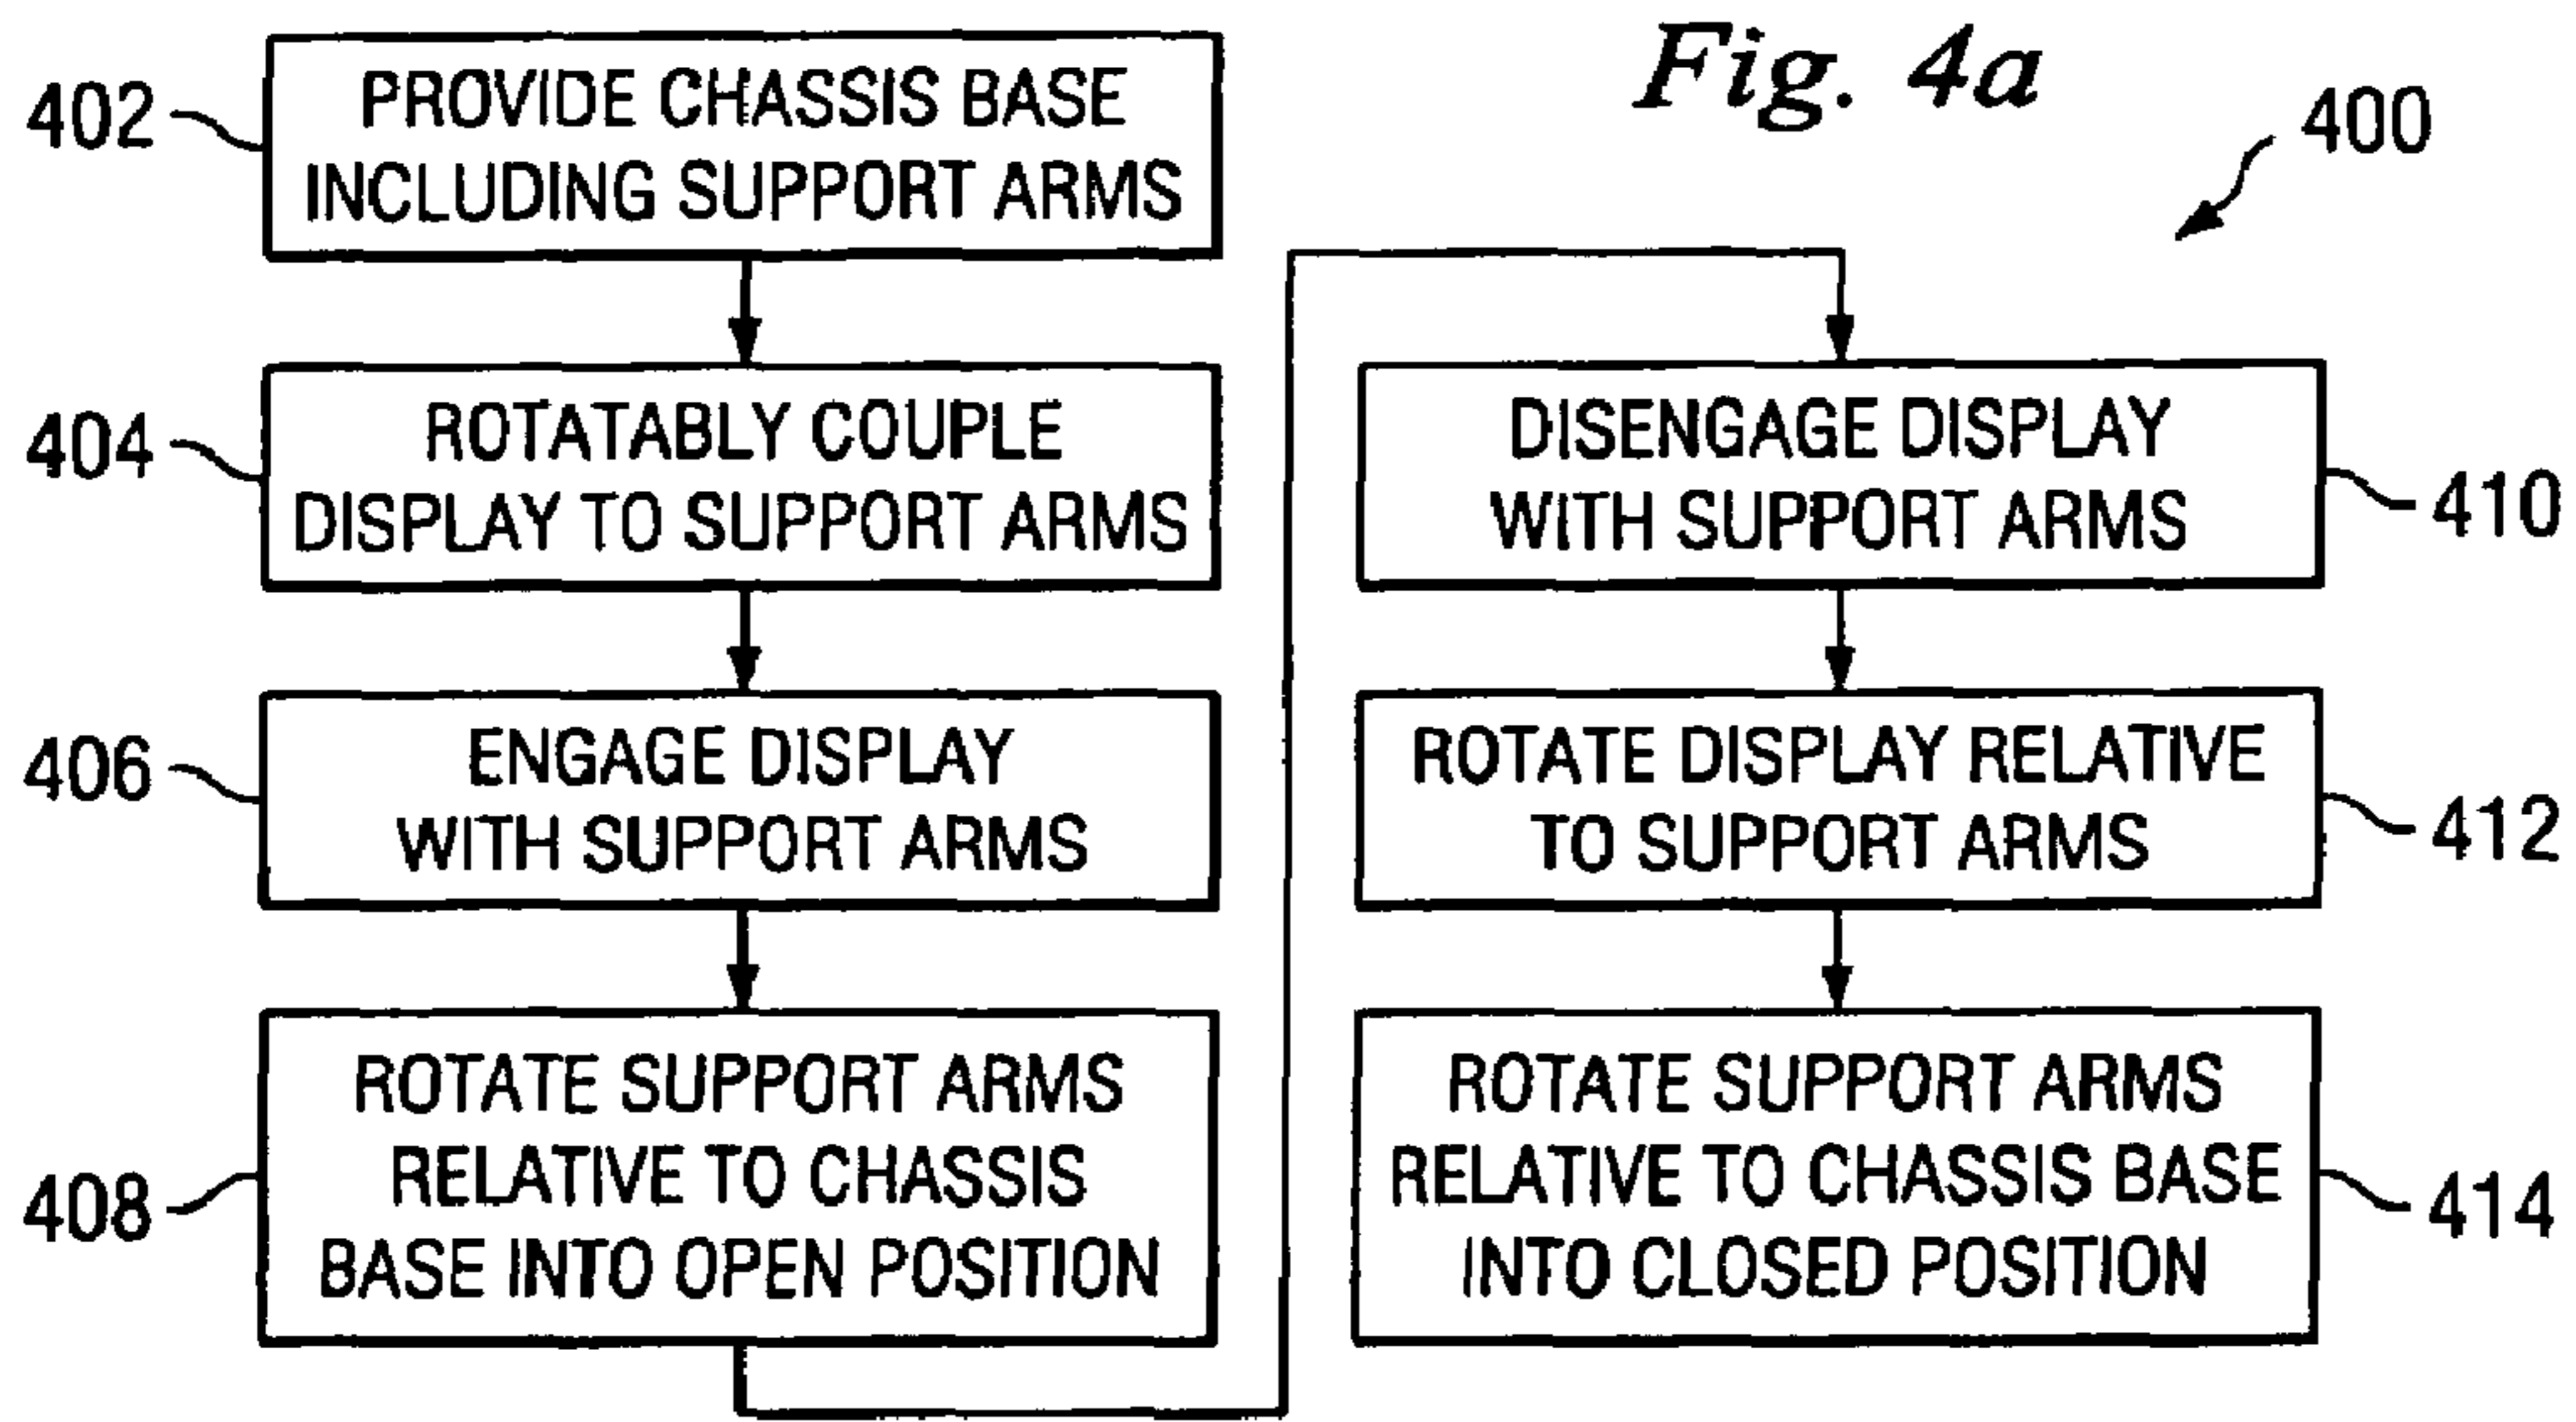 Fig. 4a
400
402
PROVIDE CHASSIS BASE
INCLUDING SUPPORT ARMS
404
ROTATABLY COUPLE
DISPLAY TO SUPPORT ARMS
406
ENGAGE DISPLAY
WITH SUPPORT ARMS
408
ROTATE SUPPORT ARMS
RELATIVE TO CHASSIS
BASE INTO OPEN POSITION
DISENGAGE DISPLAY
WITH SUPPORT ARMS
410
ROTATE DISPLAY RELATIVE
TO SUPPORT ARMS
412
ROTATE SUPPORT ARMS
RELATIVE TO CHASSIS BASE
INTO CLOSED POSITION
414